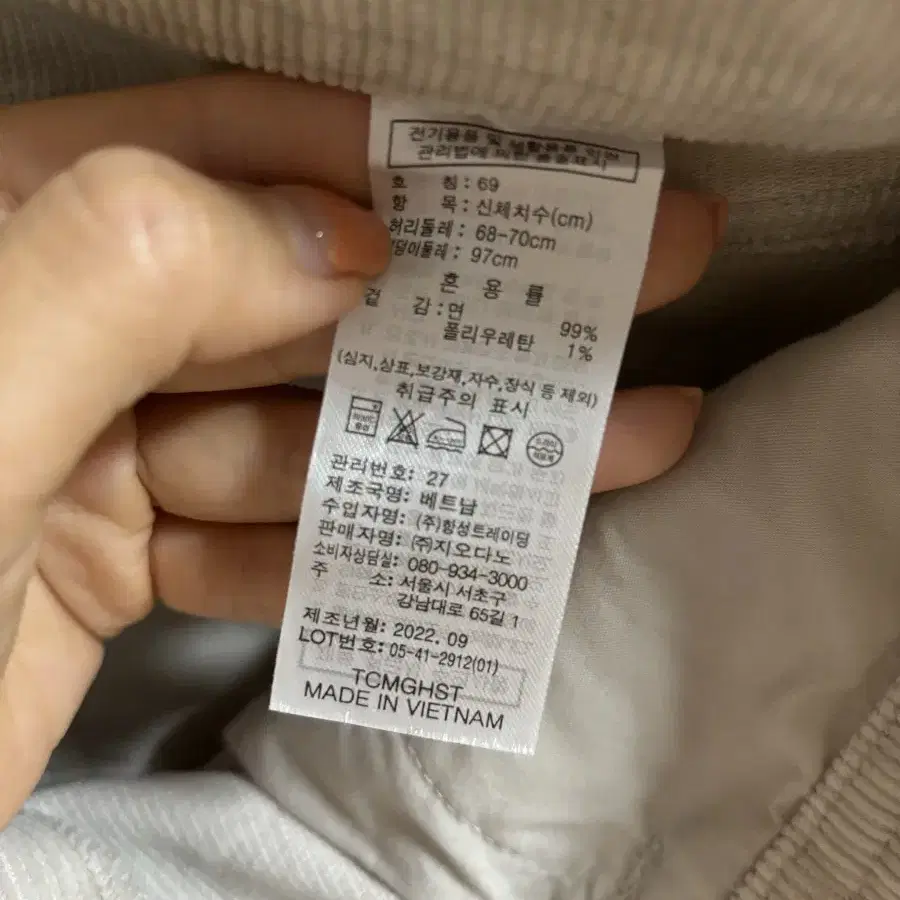 전기용품 및 생활용품 안전
관리법에 의한 품질표시
호 칭 : 69
항 목 : 신체치수(cm)
허리둘레 : 68-70cm
덩이둘레 : 97cm
혼 용 률
겉 감 : 면 99%
폴리우레탄 1%
(심지,상표,보강재,자수,장식 등 제외)
취급주의 표시
드라이
관리번호: 27
제조국명: 베트남
수입자명: (주)항성트레이딩
판매자명: (주)지오다노
소비자상담실: 080-934-3000
주 소: 서울시 서초구
강남대로 65길 1
제조년월: 2022. 09
LOT번호: 05-41-2912(01)
TCMGHST
MADE IN VIETNAM